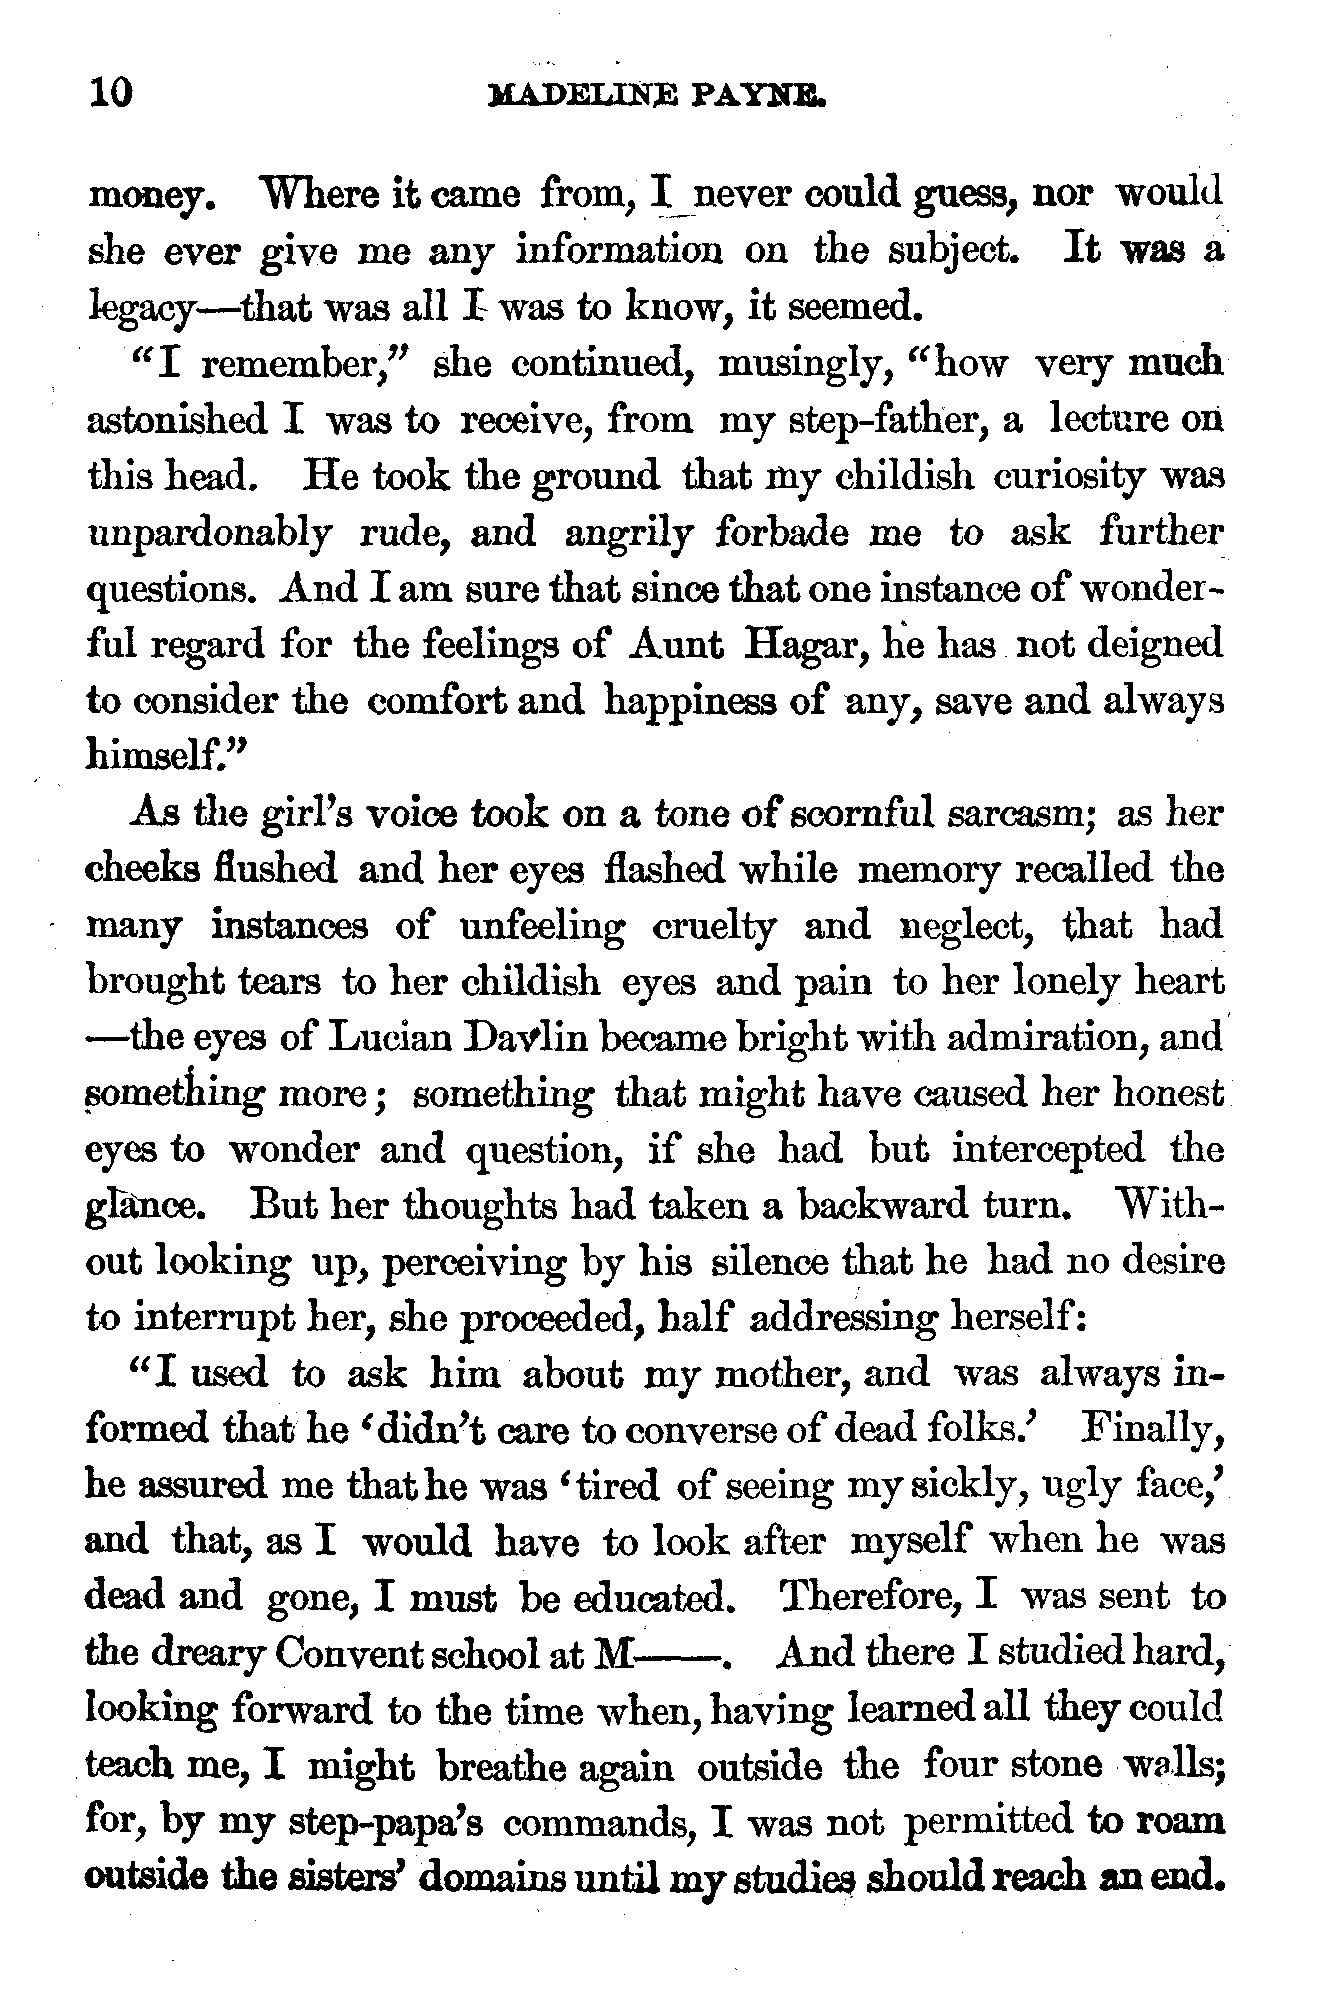 10 MADELINE PAYNE.
money. Where it came from, I never could guess, nor would
she ever give me any information on the subject. It was a
legacy—that was all I was to know, it seemed.
"I remember," she continued, musingly, "how very much
astonished I was to receive, from my step-father, a lecture on
this head. He took the ground that my childish curiosity was
unpardonably rude, and angrily forbade me to ask further
questions. And I am sure that since that one instance of wonder-
ful regard for the feelings of Aunt Hagar, he has not deigned
to consider the comfort and happiness of any, save and always
himself."
As the girl's voice took on a tone of scornful sarcasm; as her
cheeks flushed and her eyes flashed while memory recalled the
many instances of unfeeling cruelty and neglect, that had
brought tears to her childish eyes and pain to her lonely heart
—the eyes of Lucian Davlin became bright with admiration, and
something more; something that might have caused her honest
eyes to wonder and question, if she had but intercepted the
glance. But her thoughts had taken a backward turn. With-
out looking up, perceiving by his silence that he had no desire
to interrupt her, she proceeded, half addressing herself:
"I used to ask him about my mother, and was always in-
formed that he 'didn't care to converse of dead folks.' Finally,
he assured me that he was 'tired of seeing my sickly, ugly face,'
and that, as I would have to look after myself when he was
dead and gone, I must be educated. Therefore, I was sent to
the dreary Convent school at M——. And there I studied hard,
looking forward to the time when, having learned all they could
teach me, I might breathe again outside the four stone walls;
for, by my step-papa's commands, I was not permitted to roam
outside the sisters' domains until my studies should reach an end.